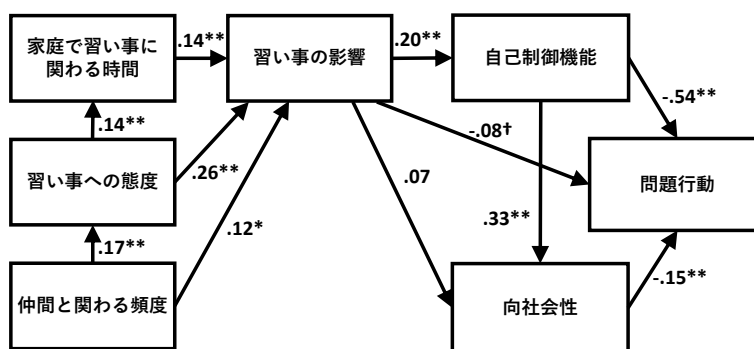 家庭で習い事に
関わる時間
.14**
習い事の影響
.20**
自己制御機能
.14**
-.08†
-.54**
習い事への態度
.26**
.07
問題行動
.17**
.12*
.33**
仲間と関わる頻度
向社会性
-.15**